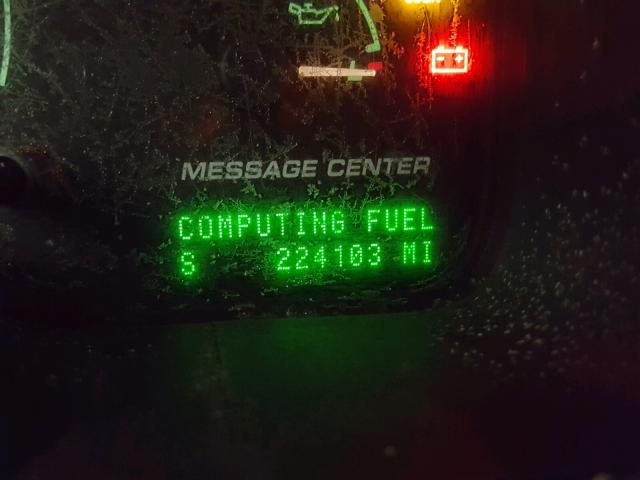 MESSAGE CENTER
COMPUTING FUEL
S 224103 MI